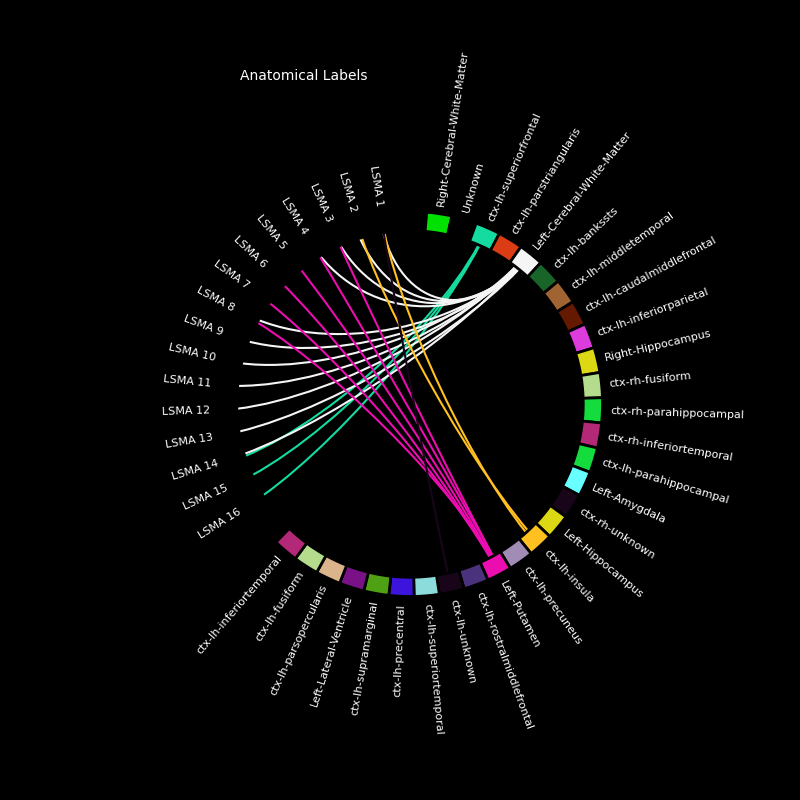 Anatomical Labels
Right-Cerebral-White-Matter
Unknown
ctx-lh-superiorfrontal
ctx-lh-parstriangularis
Left-Cerebral-White-Matter
ctx-lh-bankssts
ctx-lh-middletemporal
ctx-lh-caudalmiddlefrontal
ctx-lh-inferiorparietal
Right-Hippocampus
ctx-rh-fusiform
ctx-rh-parahippocampal
ctx-rh-inferiortemporal
ctx-lh-parahippocampal
Left-Amygdala
ctx-rh-unknown
Left-Hippocampus
ctx-lh-insula
ctx-lh-precuneus
Left-Putamen
ctx-lh-rostralmiddlefrontal
ctx-lh-unknown
ctx-lh-superiortemporal
ctx-lh-precentral
ctx-lh-supramarginal
Left-Lateral-Ventricle
ctx-lh-parsopercularis
ctx-lh-fusiform
ctx-lh-inferiortemporal
LSMA 16
LSMA 15
LSMA 14
LSMA 13
LSMA 12
LSMA 11
LSMA 10
LSMA 9
LSMA 8
LSMA 7
LSMA 6
LSMA 5
LSMA 4
LSMA 3
LSMA 2
LSMA 1